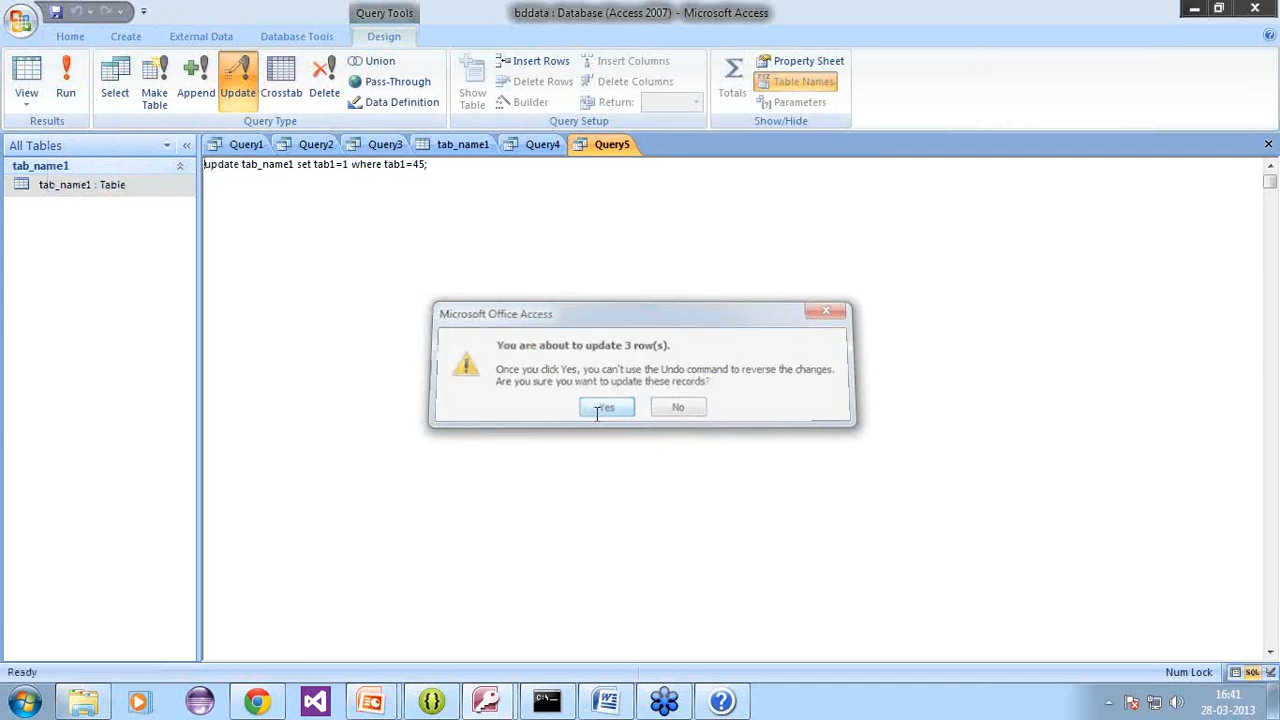 Query Tools
bddata : Database (Access 2007) - Microsoft Access
Home
Create
External Data
Database Tools
Design
View
Run
Results
Select
Make Table
Append
Update
Crosstab
Delete
Union
Pass-Through
Data Definition
Query Type
Show Table
Insert Rows
Delete Rows
Builder
Insert Columns
Delete Columns
Return:
Query Setup
Totals
Property Sheet
Table Names
Parameters
Show/Hide
All Tables
Query1
Query2
Query3
tab_name1
Query4
Query5
tab_name1
tab_name1 : Table
update tab_name1 set tab1=1 where tab1=45;
Microsoft Office Access
You are about to update 3 row(s).
Once you click Yes, you can't use the Undo command to reverse the changes.
Are you sure you want to update these records?
Yes
No
Ready
Num Lock
SQL
16:41
28-03-2013